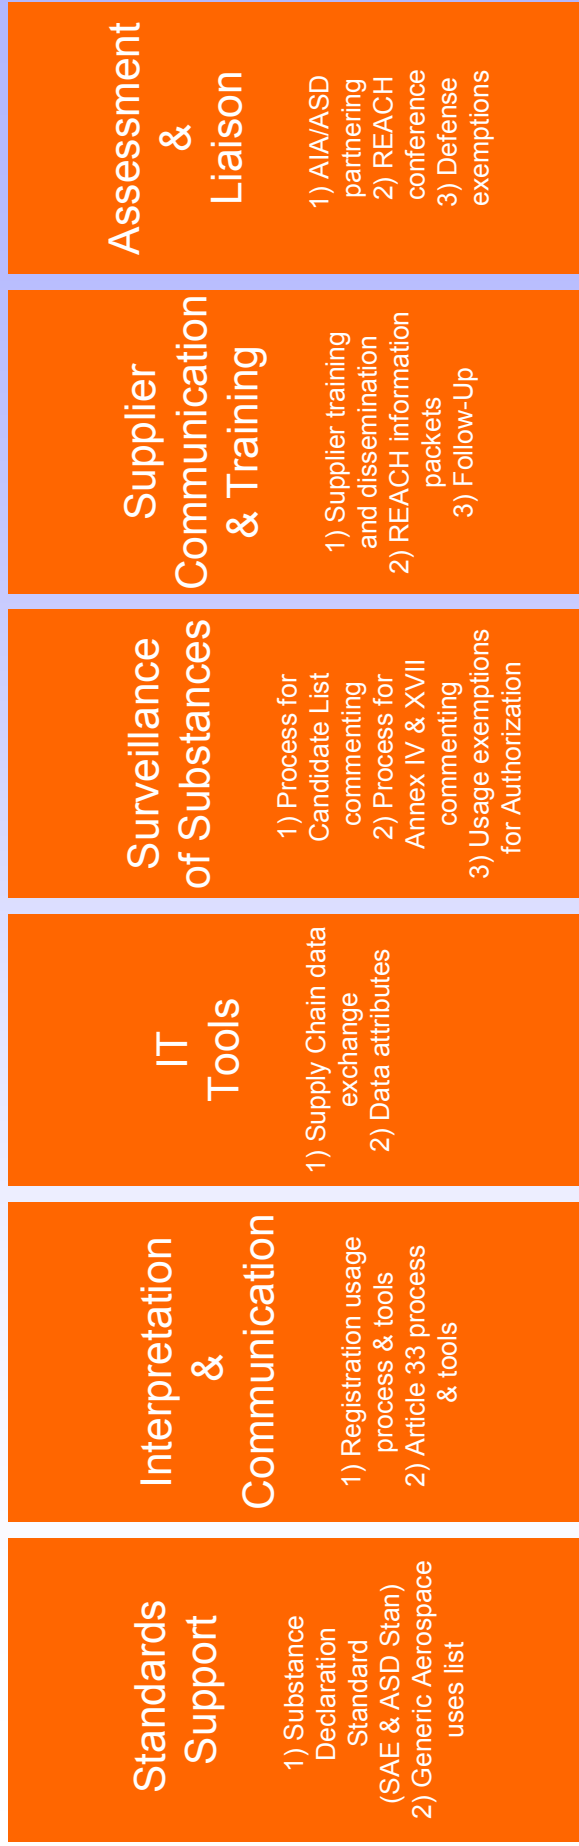 Standards
Support
1) Substance
Declaration
Standard
(SAE & ASD Stan)
2) Generic Aerospace
uses list
Interpretation
&
Communication
1) Registration usage
process & tools
2) Article 33 process
& tools
IT
Tools
1) Supply Chain data
exchange
2) Data attributes
Surveillance
of Substances
1) Process for
Candidate List
commenting
2) Process for
Annex IV & XVII
commenting
3) Usage exemptions
for Authorization
Supplier
Communication
& Training
1) Supplier training
and dissemination
2) REACH information
packets
3) Follow-Up
Assessment
&
Liaison
1) AIA/ASD
partnering
2) REACH
conference
3) Defense
exemptions